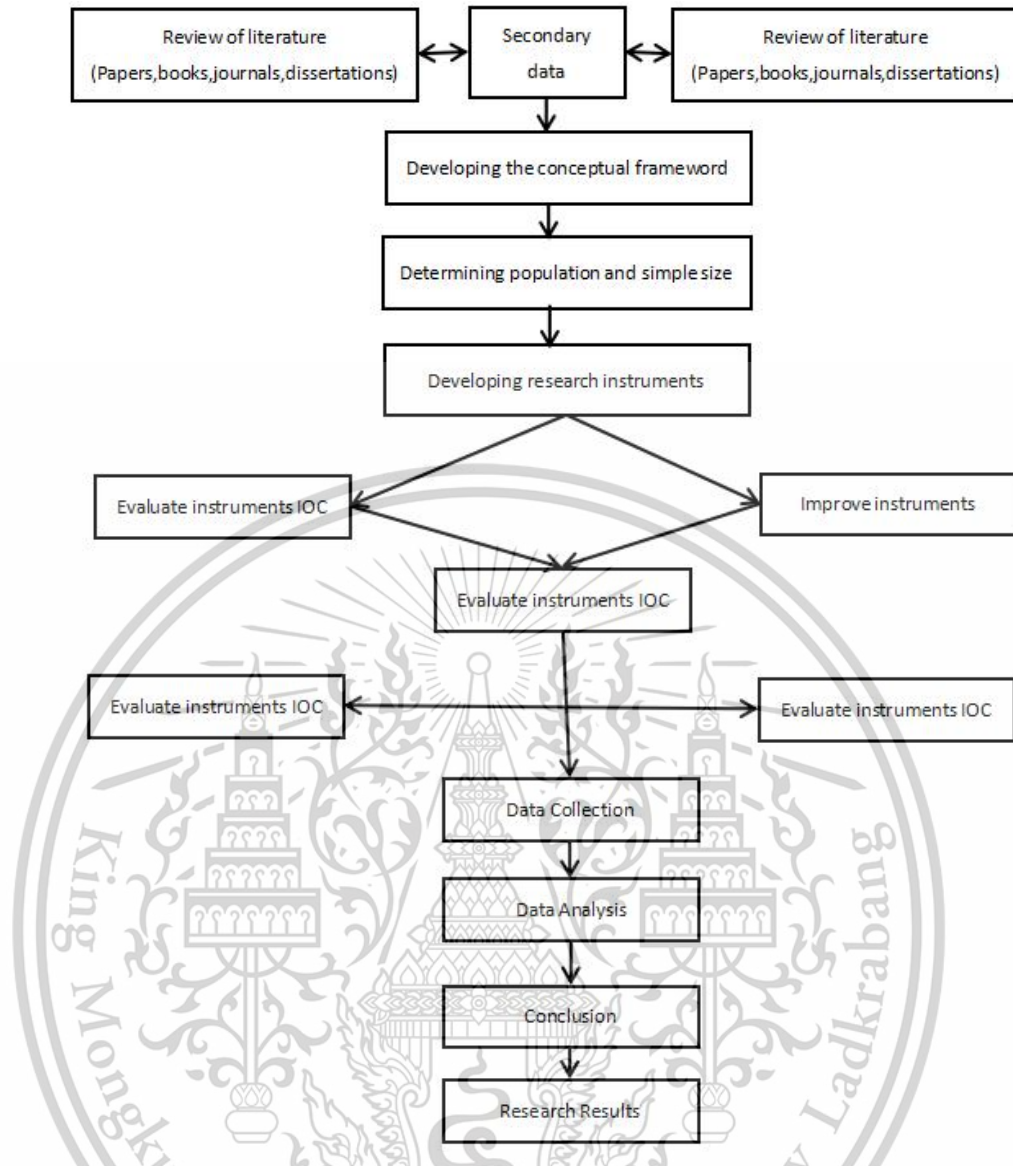 Review of literature
(Papers,books,journals,dissertations)
Secondary
data
Review of literature
(Papers,books,journals,dissertations)
Developing the conceptual frameword
Determining population and simple size
Developing research instruments
Evaluate instruments IOC
Improve instruments
Evaluate instruments IOC
Evaluate instruments IOC
Evaluate instruments IOC
Data Collection
Data Analysis
Conclusion
Research Results
King Mongku
y Ladkrabang